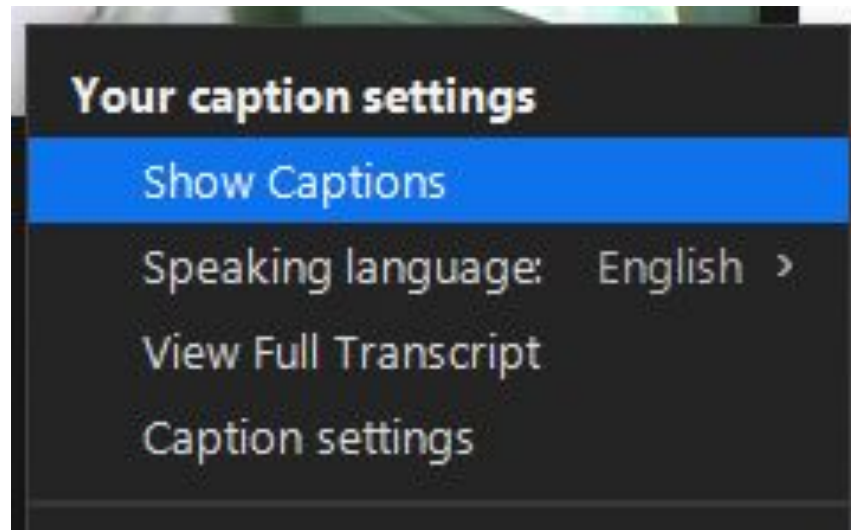 Your caption settings
Show Captions
Speaking language: English >
View Full Transcript
Caption settings